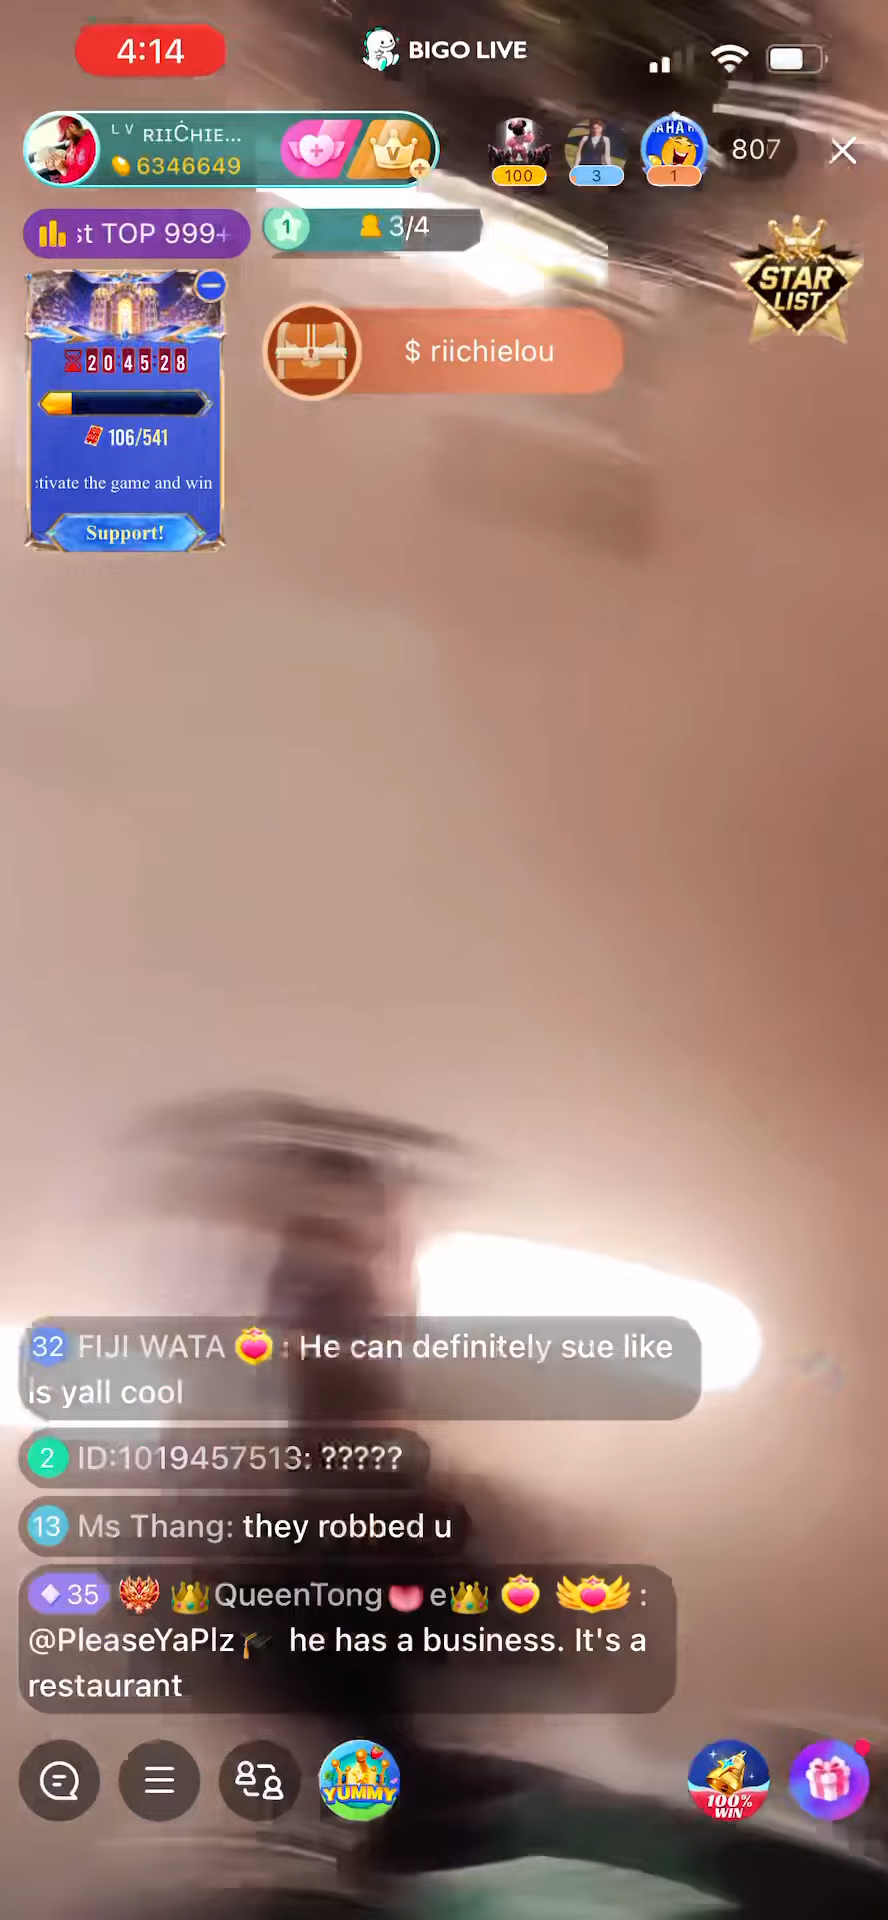 4:14
BIGO LIVE
LV RIIĊHIE...
6346649
100
3
1
807
st TOP 999+
1
3/4
STAR
LIST
20:45:28
$ riichielou
106/541
tivate the game and win
Support!
32 FIJI WATA : He can definitely sue like
is yall cool
2 ID:1019457513: ?????
13 Ms Thang: they robbed u
35 QueenTong👅e :
@PleaseYaPlz he has a business. It's a
restaurant
YUMMY
100%
WIN